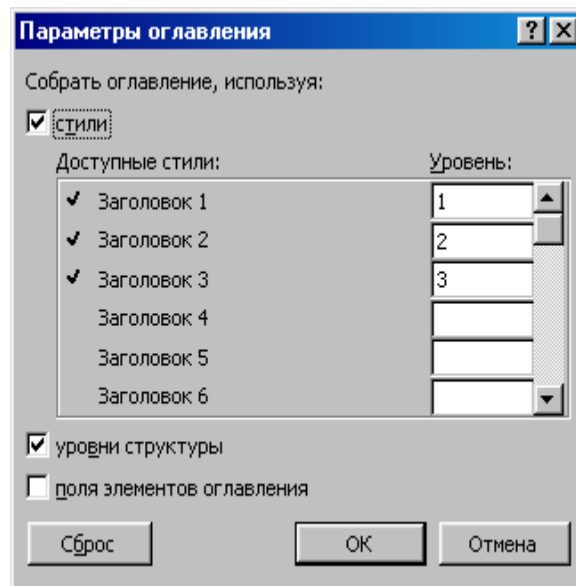 Параметры оглавления
Собрать оглавление, используя:
стили
Доступные стили: Уровень:
Заголовок 1 1
Заголовок 2 2
Заголовок 3 3
Заголовок 4
Заголовок 5
Заголовок 6
уровни структуры
поля элементов оглавления
Сброс ОК Отмена